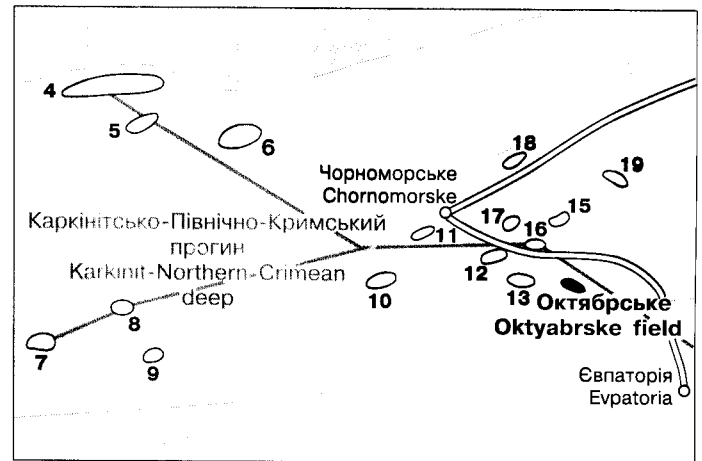 4
5
6
18
19
Чорноморське
Chornomorske
Каркінітсько-Північно-Кримський
прогин
Karkinit-Northern-Crimean
deep
11
17
16
15
12
10
13
Октябрське
Oktyabrske field
8
7
9
Євпаторія
Evpatoria